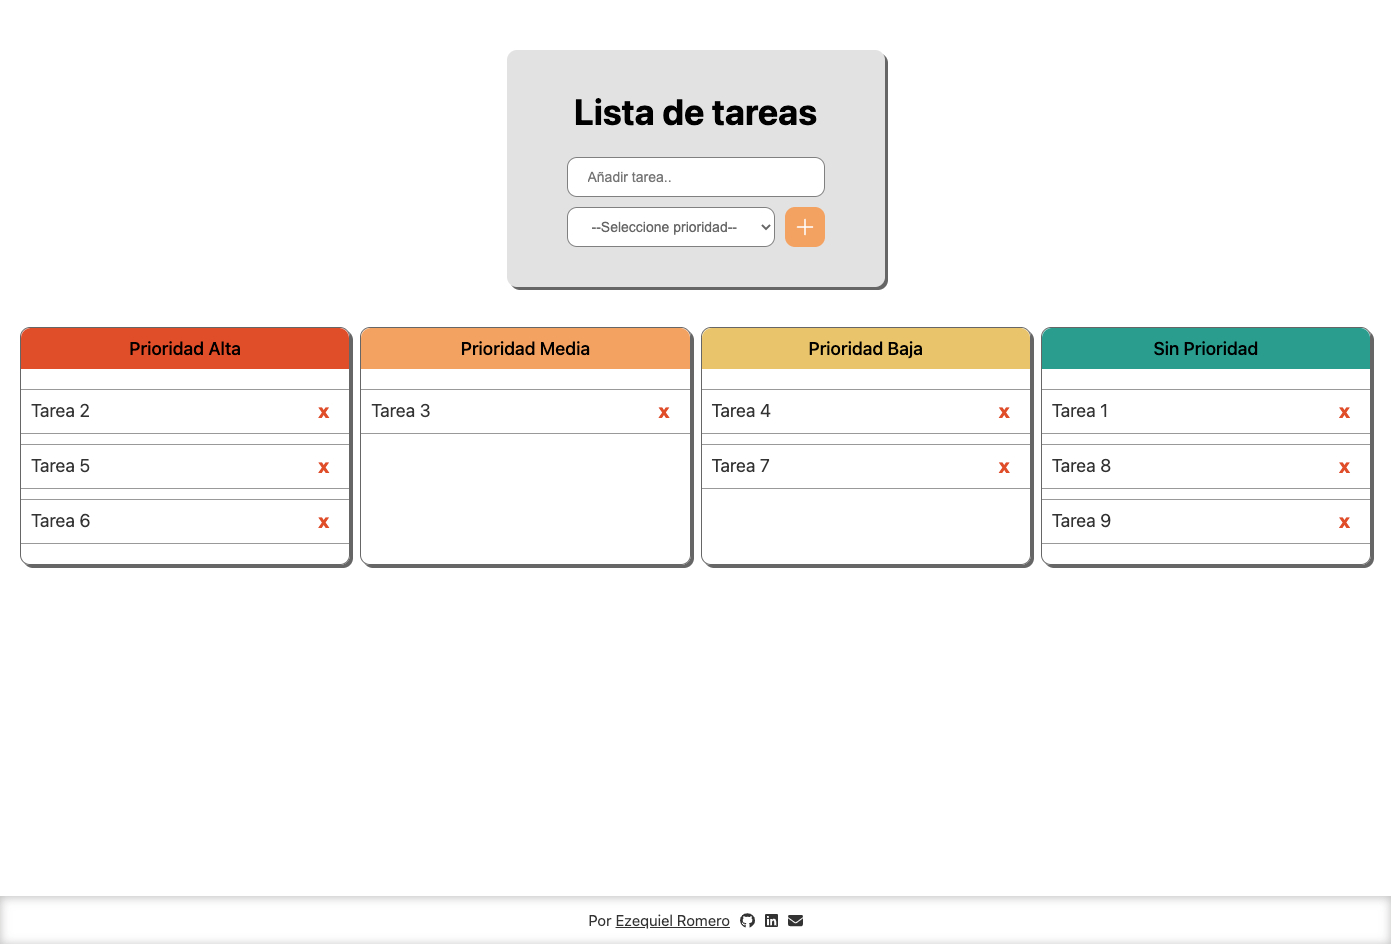 Lista de tareas
Añadir tarea..
--Seleccione prioridad--
Prioridad Alta
Tarea 2 x
Tarea 5 x
Tarea 6 x
Prioridad Media
Tarea 3 x
Prioridad Baja
Tarea 4 x
Tarea 7 x
Sin Prioridad
Tarea 1 x
Tarea 8 x
Tarea 9 x
Por Ezequiel Romero